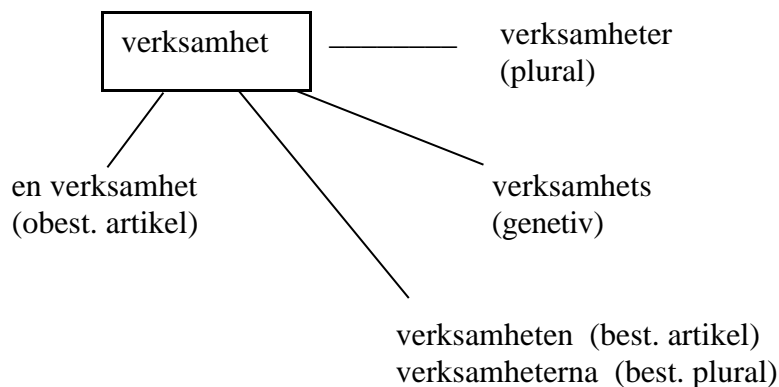 verksamhet
verksamheter
(plural)
en verksamhet
(obest. artikel)
verksamhets
(genetiv)
verksamheten (best. artikel)
verksamheterna (best. plural)